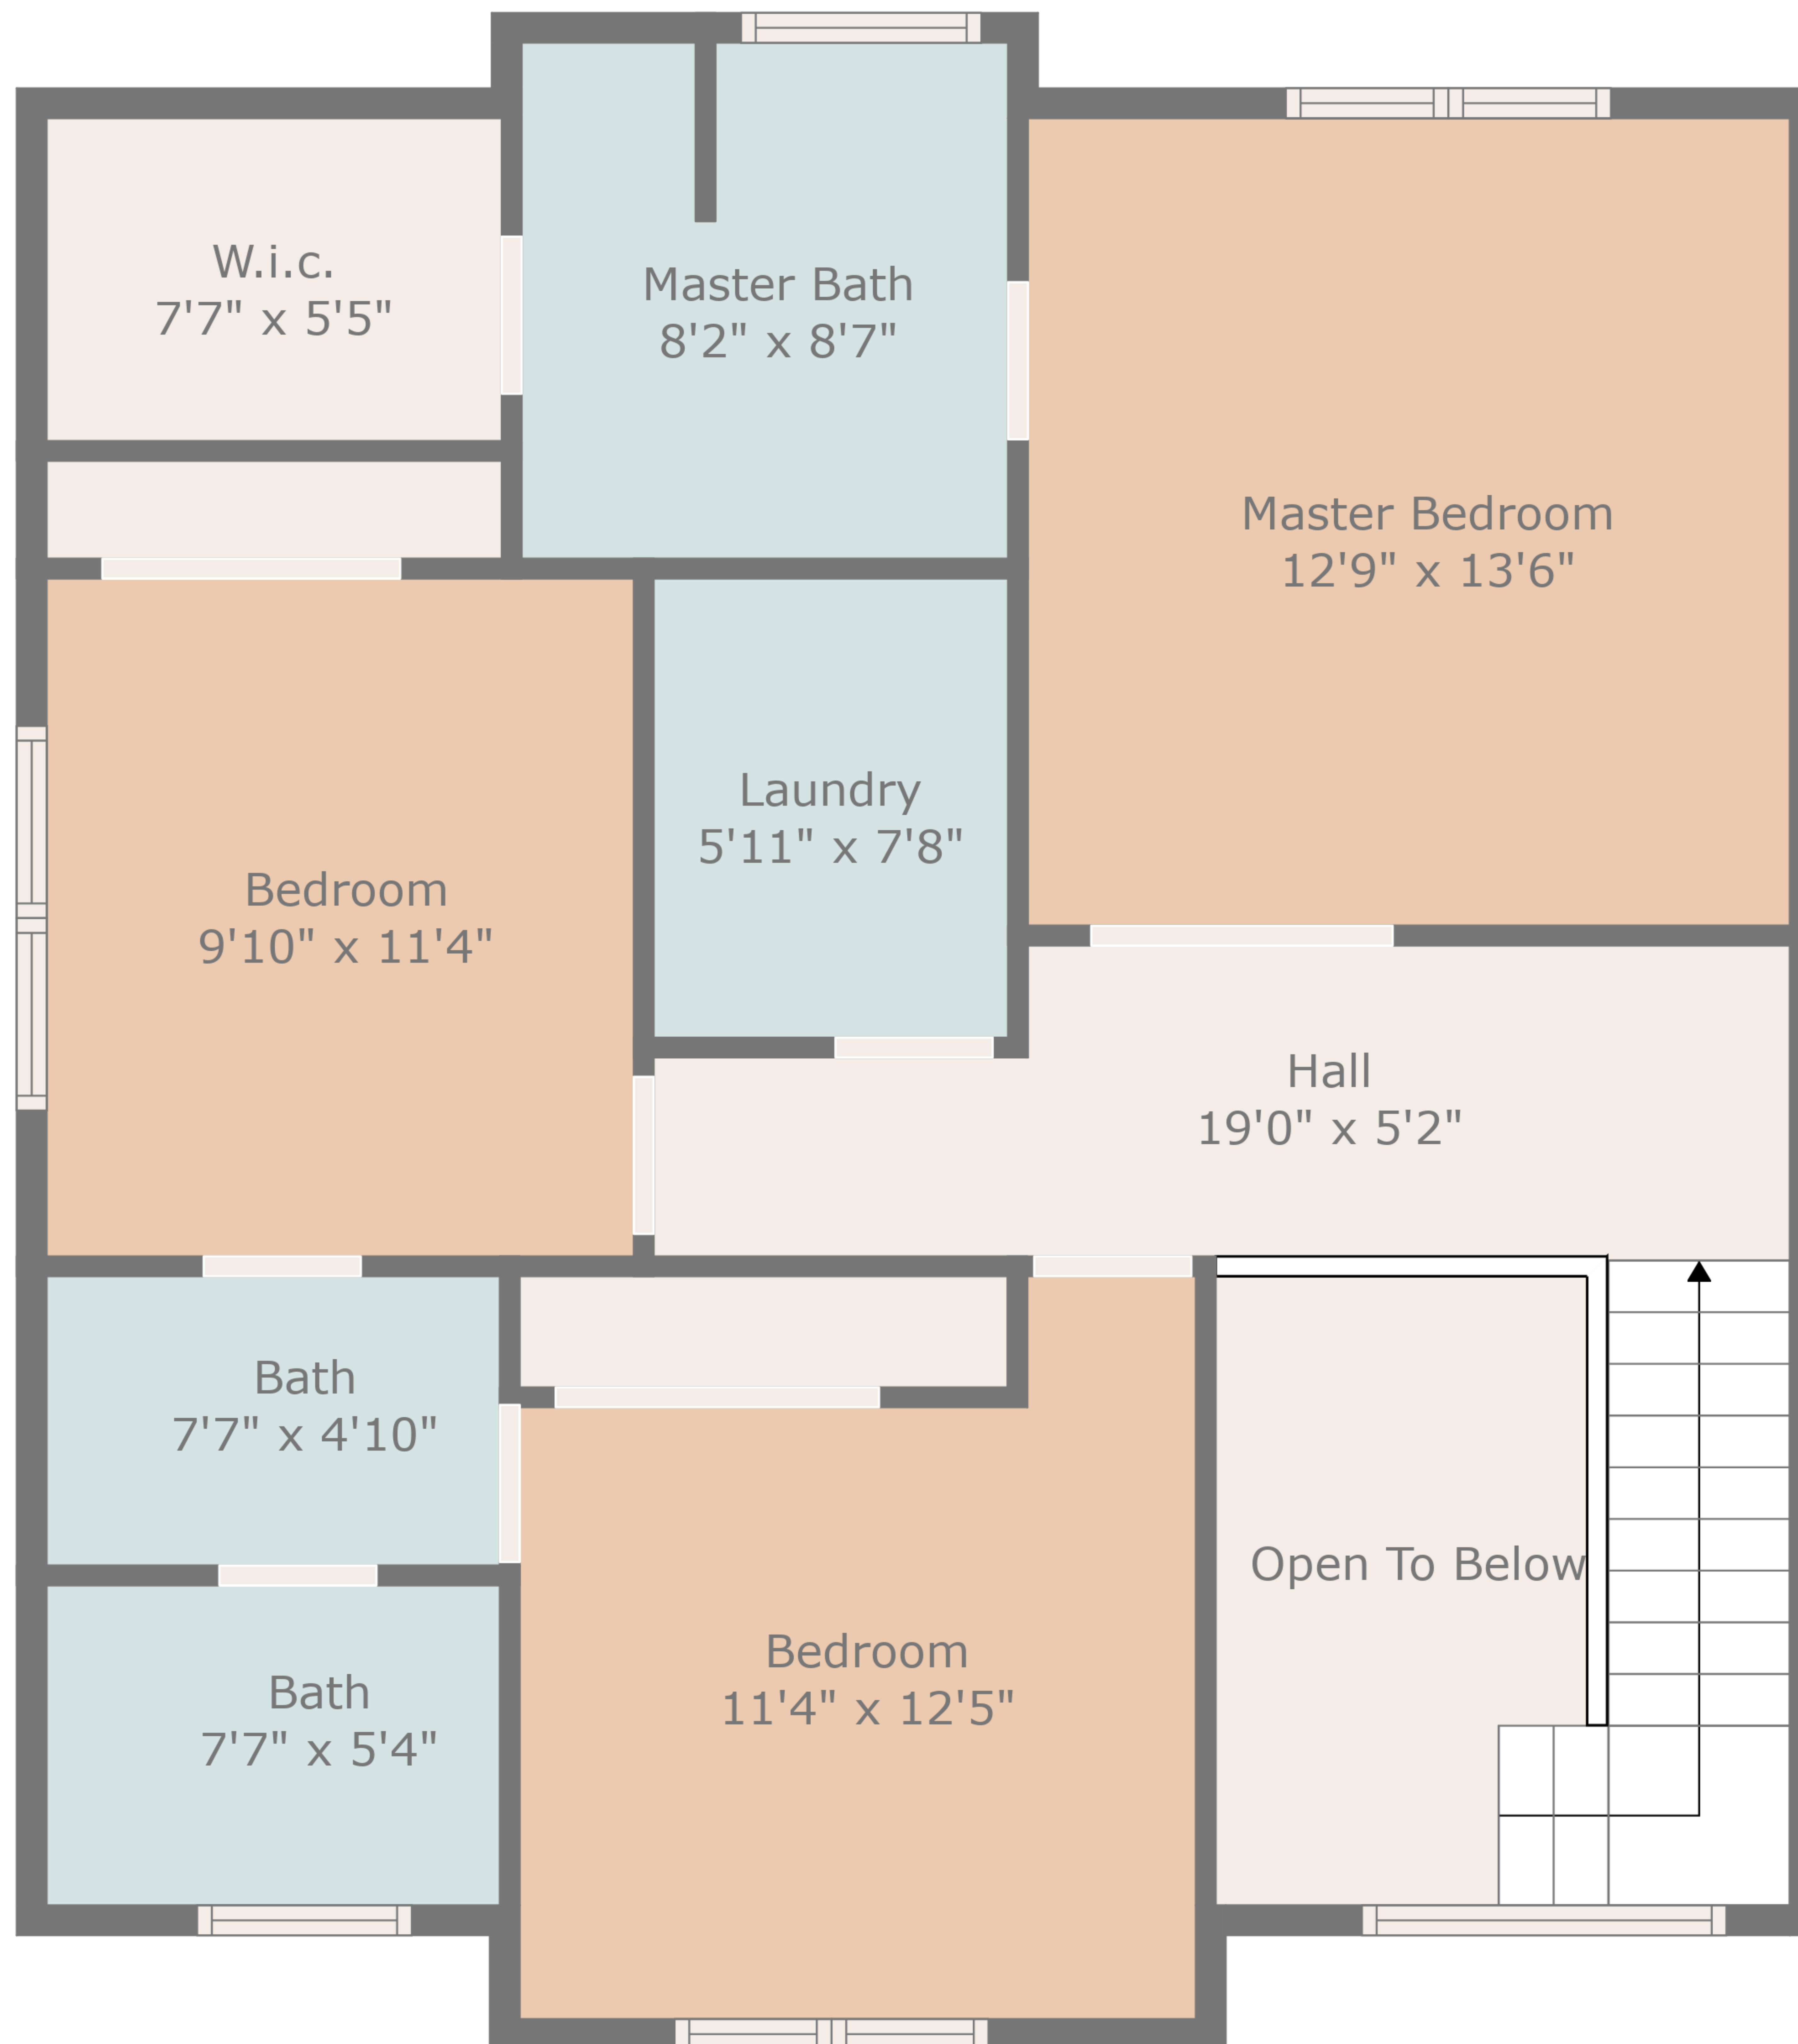 W.i.c.
7'7" x 5'5"
Master Bath
8'2" x 8'7"
Master Bedroom
12'9" x 13'6"
Laundry
5'11" x 7'8"
Bedroom
9'10" x 11'4"
Hall
19'0" x 5'2"
Bath
7'7" x 4'10"
Open To Below
Bedroom
11'4" x 12'5"
Bath
7'7" x 5'4"